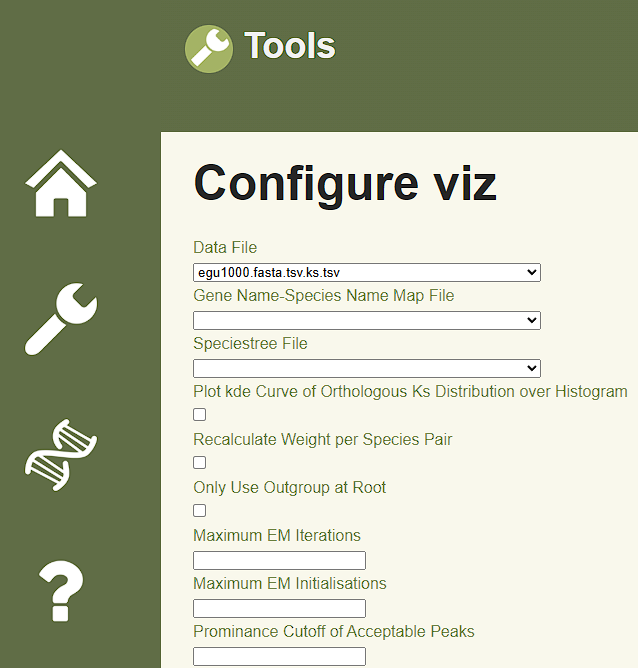 Tools
Configure viz
Data File
egu1000.fasta.tsv.ks.tsv
Gene Name-Species Name Map File
Speciestree File
Plot kde Curve of Orthologous Ks Distribution over Histogram
Recalculate Weight per Species Pair
Only Use Outgroup at Root
Maximum EM Iterations
Maximum EM Initialisations
Prominance Cutoff of Acceptable Peaks